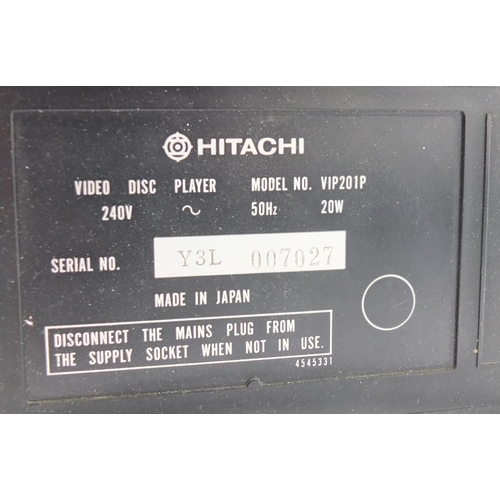 HITACHI
VIDEO DISC PLAYER MODEL NO. VIP201P
240V ~ 50Hz 20W
SERIAL NO. Y3L 007027
MADE IN JAPAN
DISCONNECT THE MAINS PLUG FROM
THE SUPPLY SOCKET WHEN NOT IN USE.
4545331